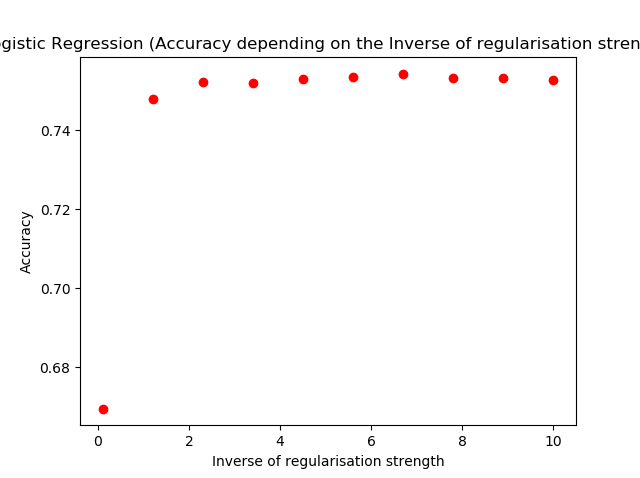 gistic Regression (Accuracy depending on the Inverse of regularisation stren
0.74
0.72
0.70
0.68
Accuracy
0 2 4 6 8 10
Inverse of regularisation strength